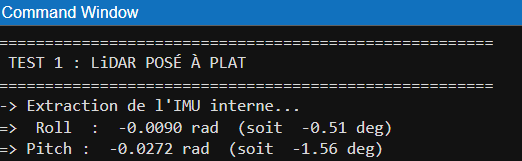 Command Window
=======================================================
TEST 1 : LiDAR POSÉ À PLAT
=======================================================
-> Extraction de l'IMU interne...
=>  Roll  :  -0.0090 rad  (soit  -0.51 deg)
=> Pitch :  -0.0272 rad  (soit  -1.56 deg)